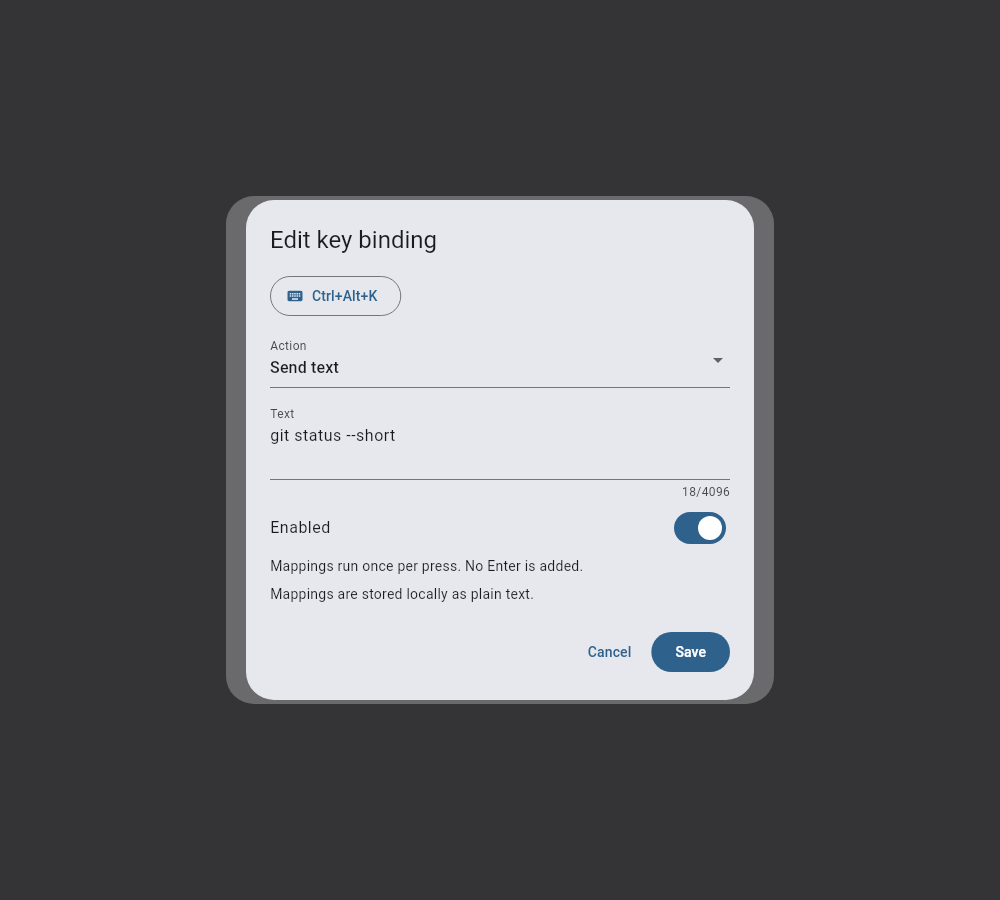 Edit key binding
Ctrl+Alt+K
Action
Send text
Text
git status --short
18/4096
Enabled
Mappings run once per press. No Enter is added.
Mappings are stored locally as plain text.
Cancel Save